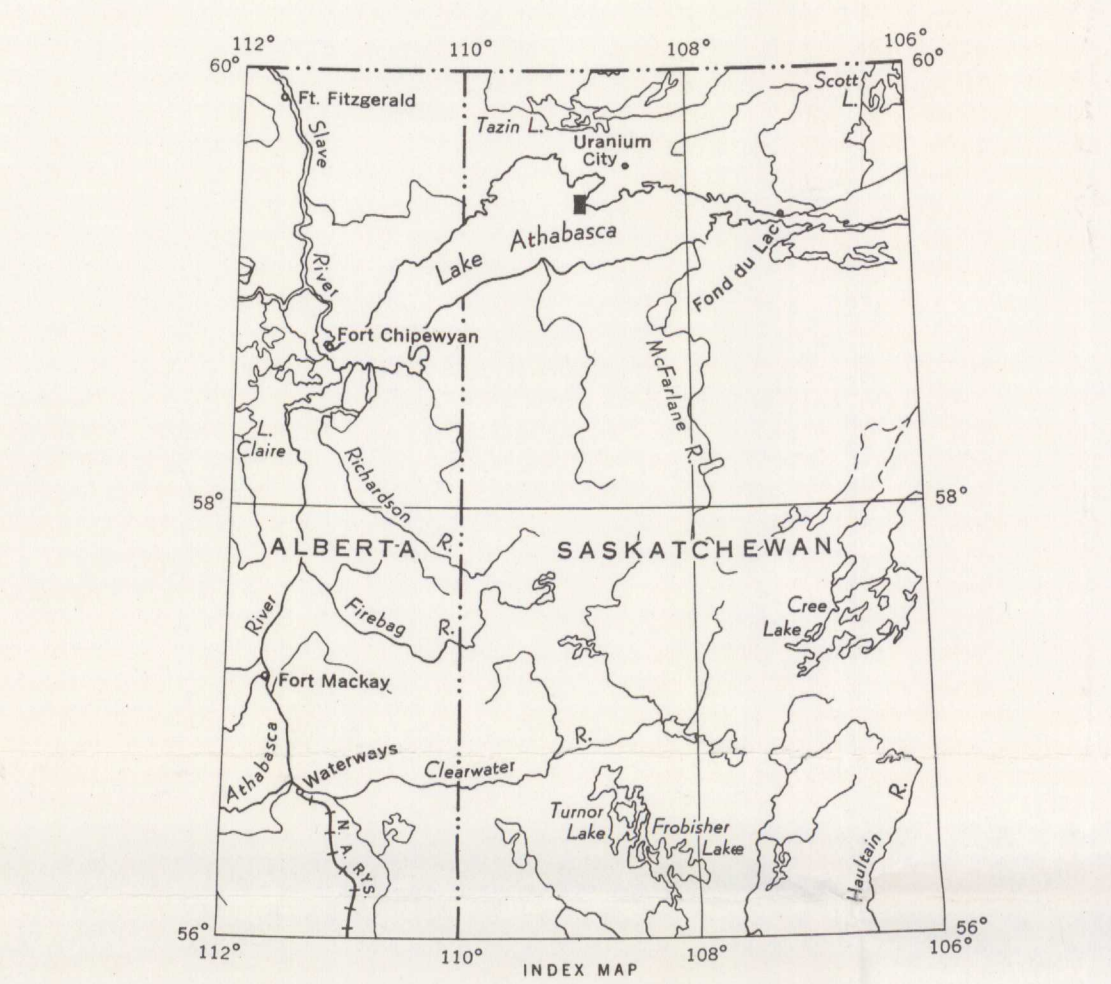 112°
110°
108°
106°
60°
60°
Ft. Fitzgerald
Scott
L.
Slave
Tazin L.
Uranium
City
Athabasca
Lake
Fond du Lac
River
Fort Chipewyan
McFarlane R.
L.
Claire
Richardson
R.
58°
58°
ALBERTA
SASKATCHEWAN
River
Firebag
R.
Cree
Lake
Fort Mackay
Athabasca
Waterways
Clearwater
R.
Turnor
Lake
Frobisher
Lake
N. A. RYS.
Haultain
R.
56°
56°
112°
110°
108°
106°
INDEX MAP